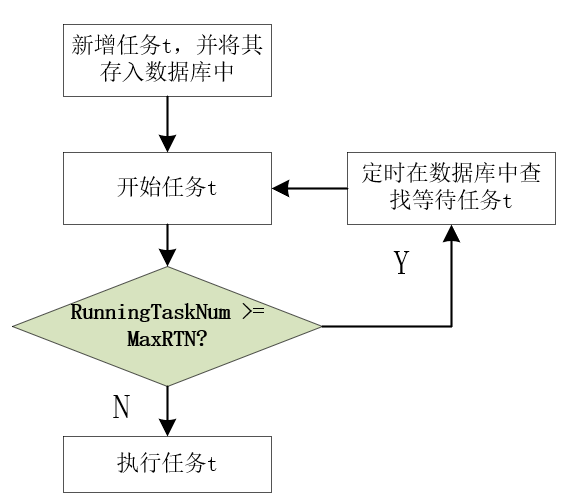 新增任务t，并将其
存入数据库中
开始任务t
定时在数据库中查
找等待任务t
Y
RunningTaskNum >=
MaxRTN?
N
执行任务t